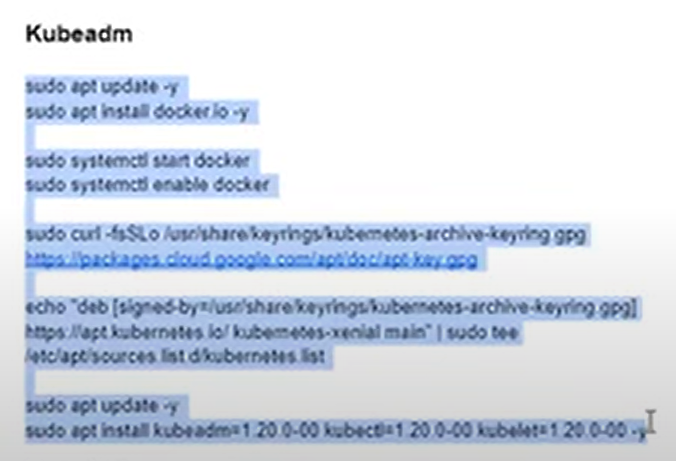 Kubeadm
sudo apt update -y
sudo apt install docker.io -y
sudo systemctl start docker
sudo systemctl enable docker
sudo curl -fsSLo /usr/share/keyrings/kubernetes-archive-keyring.gpg
https://packages.cloud.google.com/apt/doc/apt-key.gpg
echo "deb [signed-by=/usr/share/keyrings/kubernetes-archive-keyring.gpg]
https://apt.kubernetes.io/ kubernetes-xenial main" | sudo tee
/etc/apt/sources.list.d/kubernetes.list
sudo apt update -y
sudo apt install kubeadm=1.20.0-00 kubectl=1.20.0-00 kubelet=1.20.0-00 -y